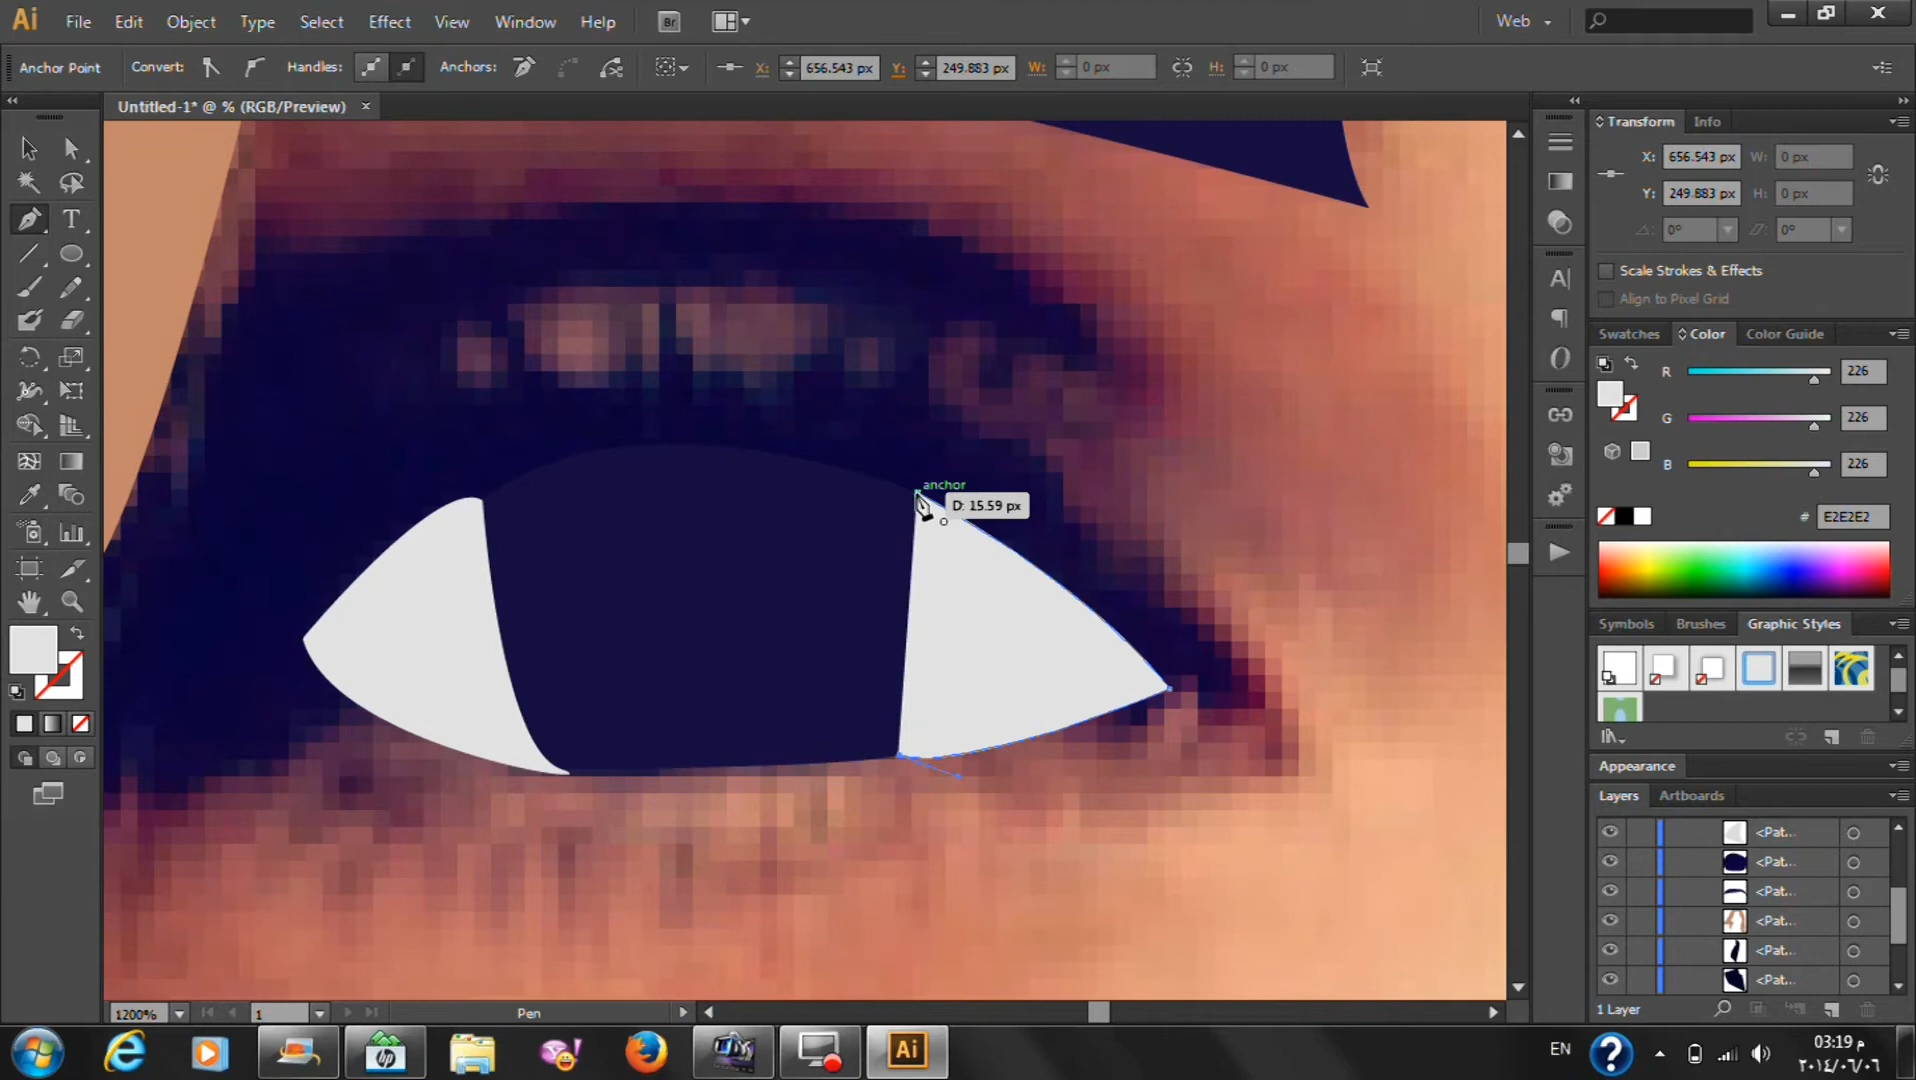 Ai File Edit Object Type Select Effect View Window Help Br Web
Anchor Point Convert: Handles: Anchors: X: 656.543 px Y: 249.883 px W: 0 px H: 0 px
Untitled-1* @ % (RGB/Preview) ×
Transform Info
X: 656.543 px W: 0 px
Y: 249.883 px H: 0 px
0° 0°
Scale Strokes & Effects
Align to Pixel Grid
Swatches Color Color Guide
R 226
G 226
B 226
# E2E2E2
anchor
D: 15.59 px
Symbols Brushes Graphic Styles
Appearance
Layers Artboards
<Pat...
<Pat...
<Pat...
<Pat...
<Pat...
<Pat...
1 Layer
1200% 1 Pen
hp Ai EN ? 03:19 م
٢٠١٤/٠٦/٠٦